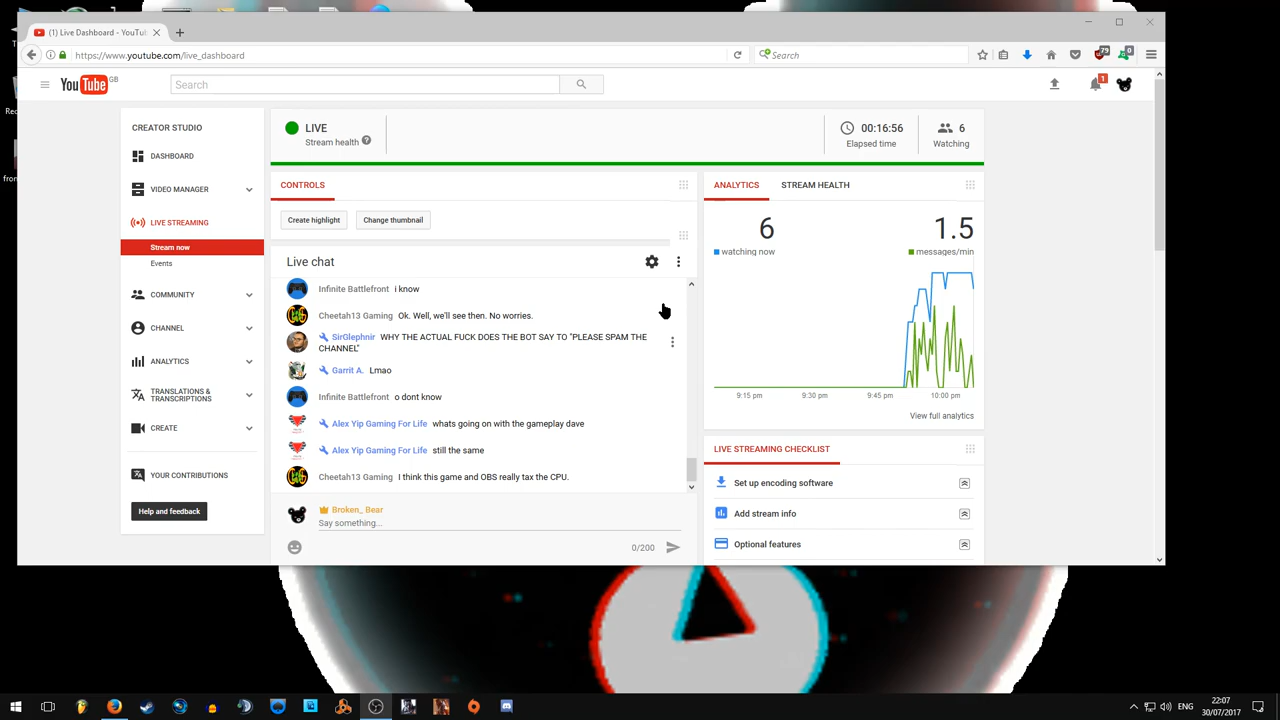 (1) Live Dashboard - YouTu
https://www.youtube.com/live_dashboard
Search
79
0
YouTube GB
Search
1
CREATOR STUDIO
DASHBOARD
VIDEO MANAGER
LIVE STREAMING
Stream now
Events
COMMUNITY
CHANNEL
ANALYTICS
TRANSLATIONS &
TRANSCRIPTIONS
CREATE
YOUR CONTRIBUTIONS
Help and feedback
LIVE
Stream health ?
00:16:56
Elapsed time
6
Watching
CONTROLS
Create highlight
Change thumbnail
Live chat
Infinite Battlefront i know
Cheetah13 Gaming Ok. Well, we'll see then. No worries.
SirGlephnir WHY THE ACTUAL FUCK DOES THE BOT SAY TO "PLEASE SPAM THE
CHANNEL"
Garrit A. Lmao
Infinite Battlefront o dont know
Alex Yip Gaming For Life whats going on with the gameplay dave
Alex Yip Gaming For Life still the same
Cheetah13 Gaming I think this game and OBS really tax the CPU.
Broken_ Bear
Say something...
0/200
ANALYTICS
STREAM HEALTH
6
watching now
1.5
messages/min
9:15 pm
9:30 pm
9:45 pm
10:00 pm
View full analytics
LIVE STREAMING CHECKLIST
Set up encoding software
Add stream info
Optional features
ENG
22:07
30/07/2017